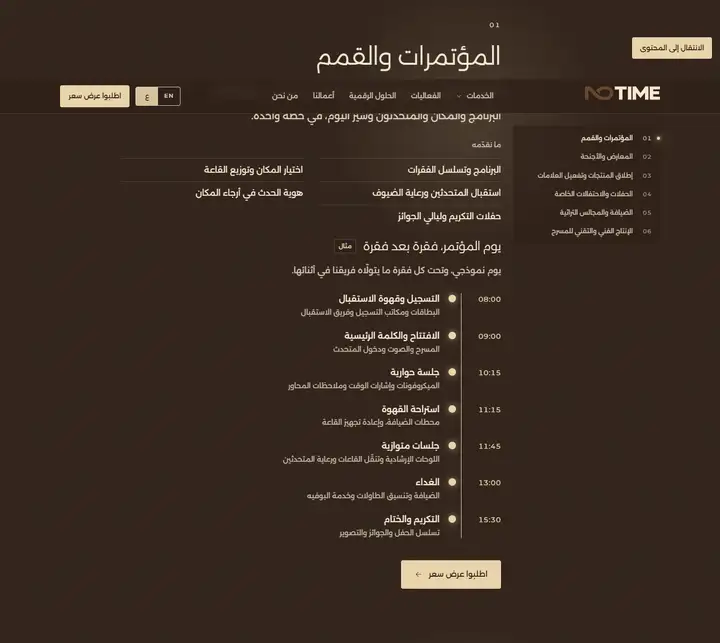 01
الانتقال إلى المحتوى
المؤتمرات والقمم
NOTIME
الخدمات
الفعاليات
الحلول الرقمية
أعمالنا
من نحن
EN
ع
اطلبوا عرض سعر
البرنامج والمكان والمتحدثون وسير اليوم، في خطة واحدة.
01 المؤتمرات والقمم
02 المعارض والأجنحة
03 إطلاق المنتجات وتفعيل العلامات
04 الحفلات والاحتفالات الخاصة
05 الضيافة والمجالس التراثية
06 الإنتاج الفني والتقني للمسرح
ما نقدّمه
البرنامج وتسلسل الفقرات
اختيار المكان وتوزيع القاعة
استقبال المتحدثين ورعاية الضيوف
هوية الحدث في أرجاء المكان
حفلات التكريم وليالي الجوائز
يوم المؤتمر، فقرة بعد فقرة مثال
يوم نموذجي، وتحت كل فقرة ما يتولّاه فريقنا في أثنائها.
08:00 التسجيل وقهوة الاستقبال
البطاقات ومكاتب التسجيل وفريق الاستقبال
09:00 الافتتاح والكلمة الرئيسية
المسرح والصوت ودخول المتحدث
10:15 جلسة حوارية
الميكروفونات وإشارات الوقت وملاحظات المحاور
11:15 استراحة القهوة
محطات الضيافة، وإعادة تجهيز القاعة
11:45 جلسات متوازية
اللوحات الإرشادية وتنقّل القاعات ورعاية المتحدثين
13:00 الغداء
الضيافة وتنسيق الطاولات وخدمة البوفيه
15:30 التكريم والختام
تسلسل الحفل والجوائز والتصوير
اطلبوا عرض سعر ←